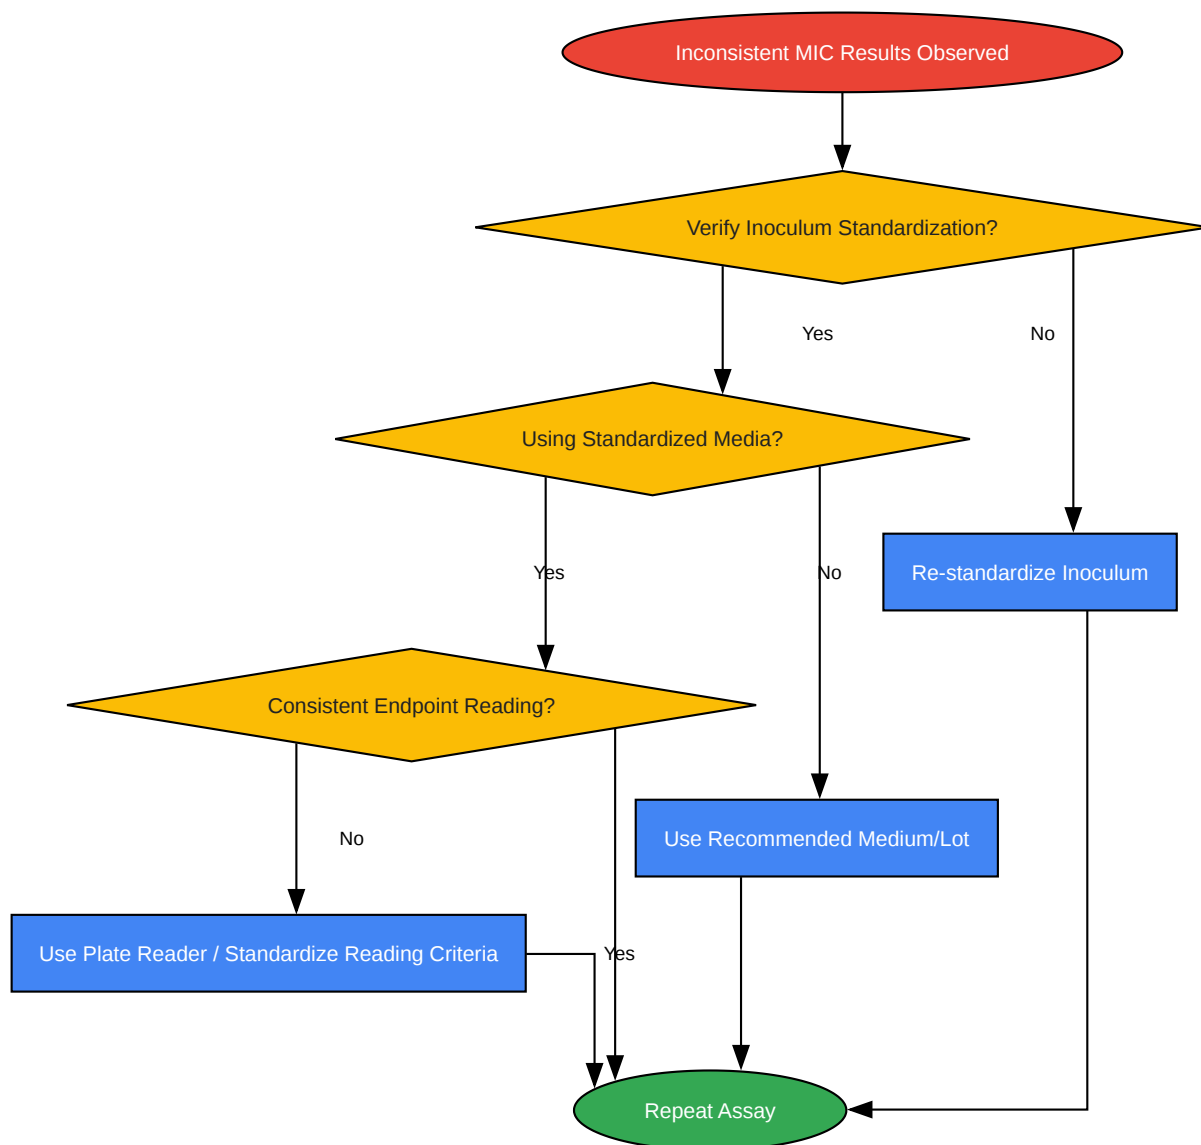 Inconsistent MIC Results Observed
Verify Inoculum Standardization?
Yes
No
Using Standardized Media?
Yes
No
Re-standardize Inoculum
Consistent Endpoint Reading?
No
Use Recommended Medium/Lot
Use Plate Reader / Standardize Reading Criteria
Yes
Repeat Assay